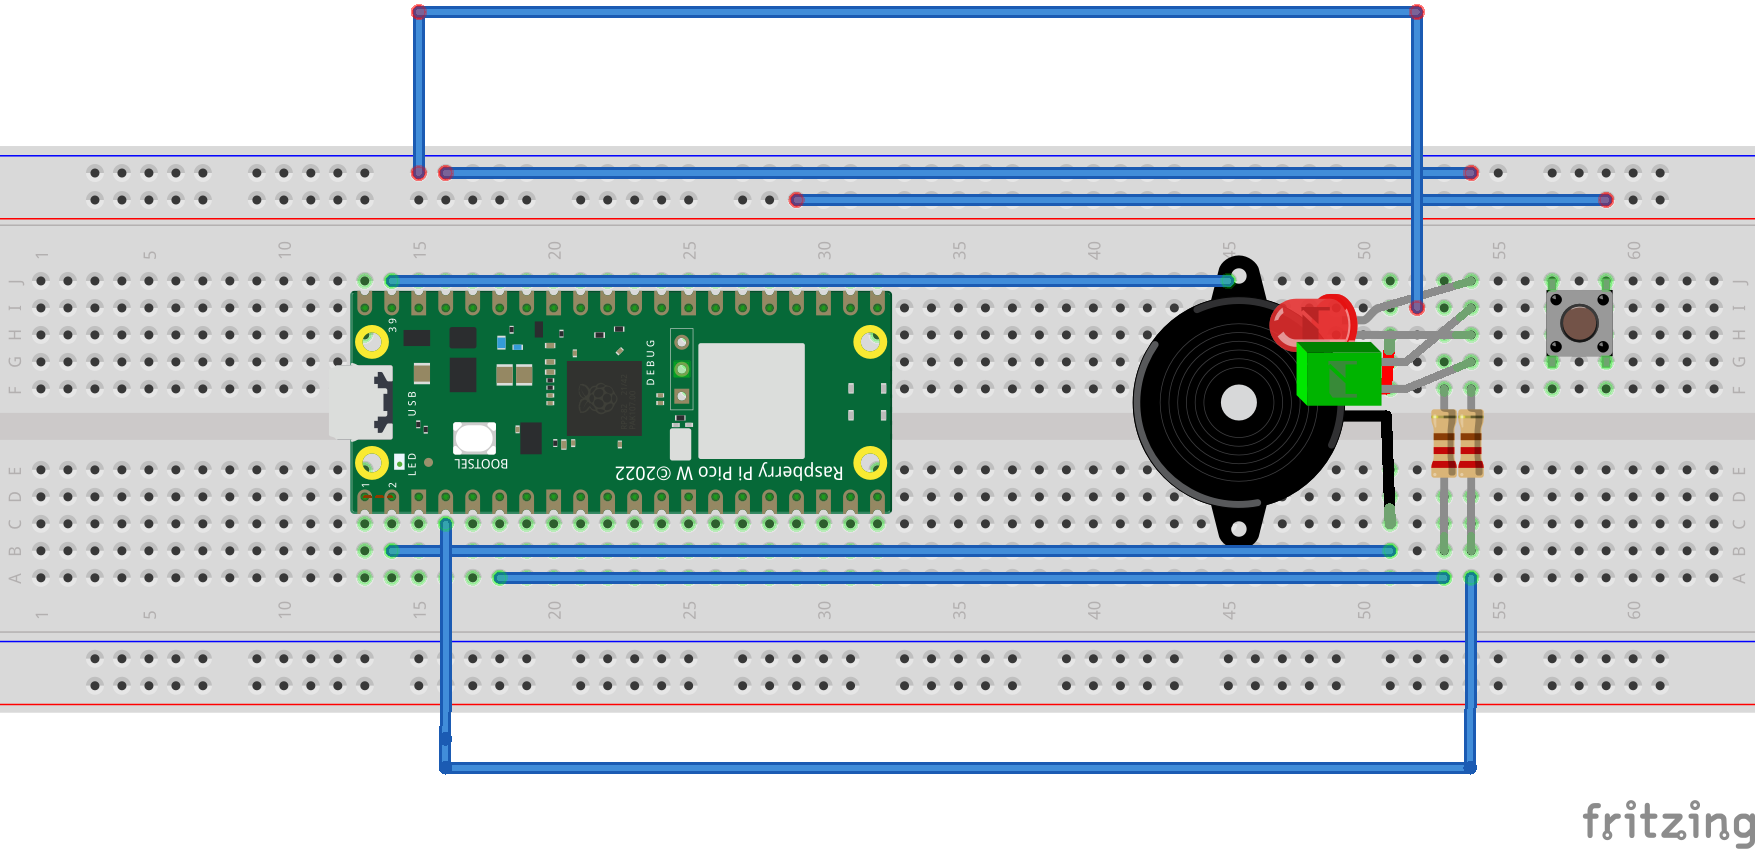 1 5 10 15 20 25 30 35 40 45 50 55 60
J J
I I
H H
G G
F F
39
DEBUG
USB
BOOTSEL
LED
Raspberry Pi Pico W ©2022
1 2
E E
D D
C C
B B
A A
1 5 10 15 20 25 30 35 40 45 50 55 60
fritzing